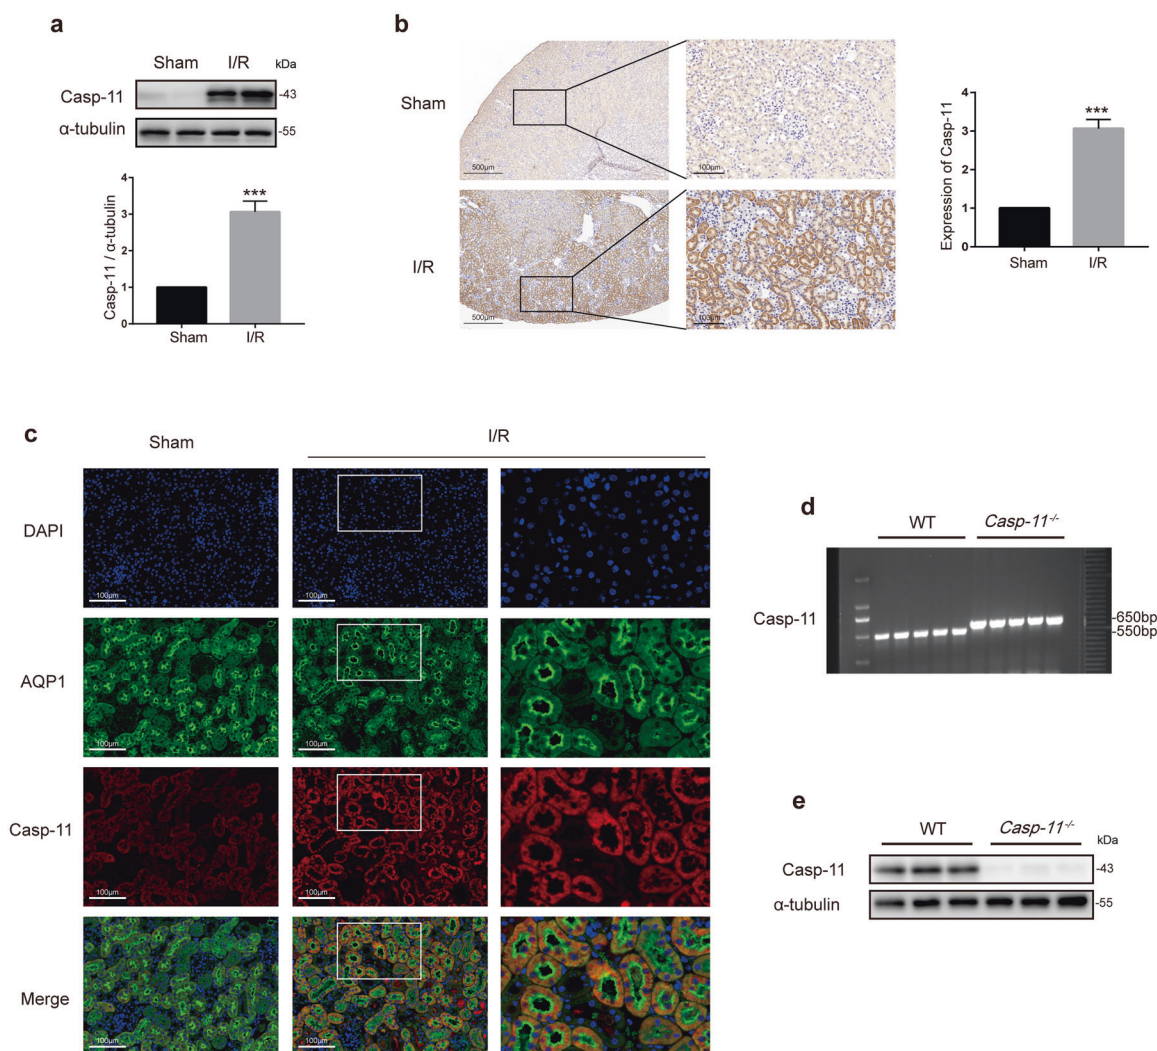 a
Sham I/R kDa
Casp-11 -43
α-tubulin -55
Casp-11 / α-tubulin
4
3
2
1
0
***
Sham I/R
b
Sham
500μm
100μm
I/R
500μm
100μm
Expression of Casp-11
4
3
2
1
0
***
Sham I/R
c
Sham I/R
DAPI
100μm
100μm
AQP1
100μm
100μm
Casp-11
100μm
100μm
Merge
100μm
100μm
d
WT Casp-11-/-
Casp-11
-650bp
-550bp
e
WT Casp-11-/- kDa
Casp-11 -43
α-tubulin -55